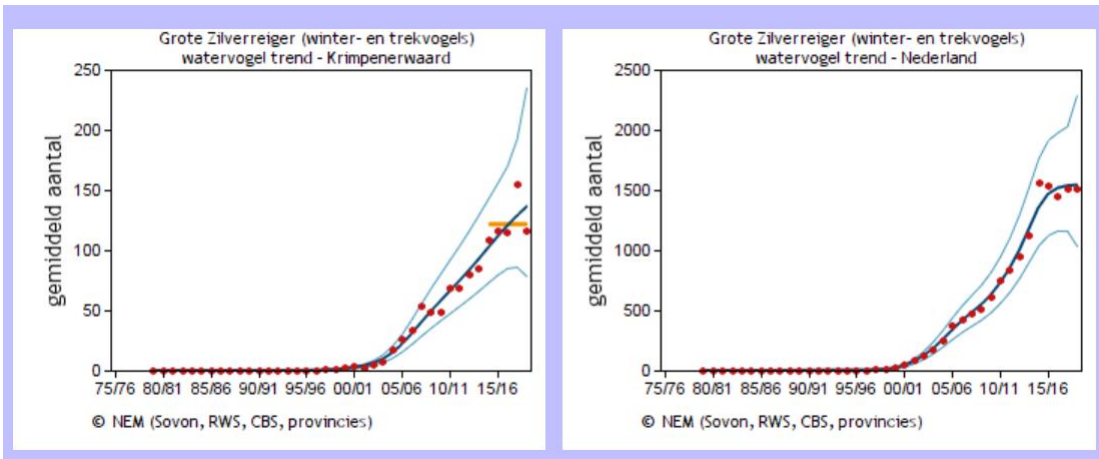 Grote Zilverreiger (winter- en trekvogels)
watervogel trend - Krimpenerwaard
gemiddeld aantal
250
200
150
100
50
0
75/76 80/81 85/86 90/91 95/96 00/01 05/06 10/11 15/16
© NEM (Sovon, RWS, CBS, provincies)
Grote Zilverreiger (winter- en trekvogels)
watervogel trend - Nederland
gemiddeld aantal
2500
2000
1500
1000
500
0
75/76 80/81 85/86 90/91 95/96 00/01 05/06 10/11 15/16
© NEM (Sovon, RWS, CBS, provincies)